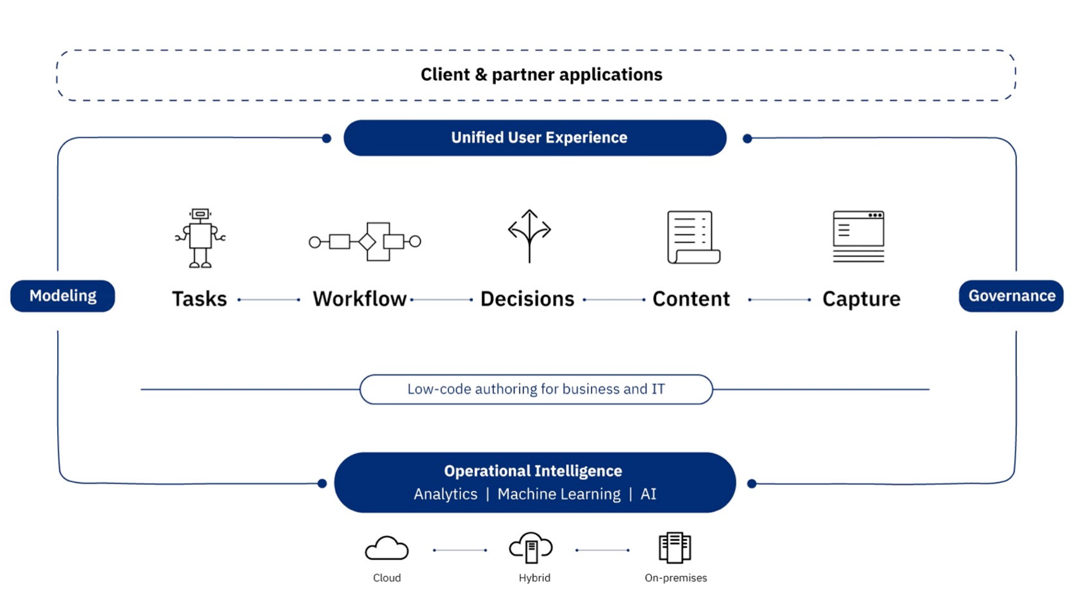 Client & partner applications
Unified User Experience
Modeling
Tasks
Workflow
Decisions
Content
Capture
Governance
Low-code authoring for business and IT
Operational Intelligence
Analytics | Machine Learning | AI
Cloud
Hybrid
On-premises